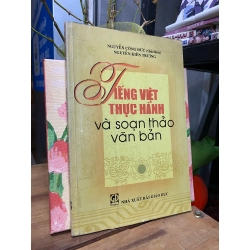 NGUYỄN CÔNG ĐỨC (Chủ biên)
NGUYỄN KIÊN TRƯỜNG
TIẾNG VIỆT
THỰC HÀNH
và soạn thảo
văn bản
NHÀ XUẤT BẢN GIÁO DỤC